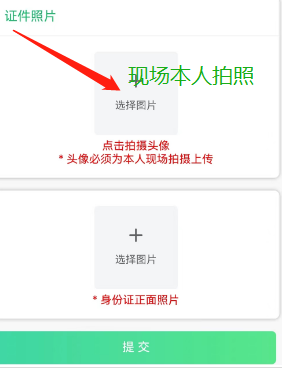 证件照片
现场本人拍照
选择图片
点击拍摄头像
* 头像必须为本人现场拍摄上传
选择图片
* 身份证正面照片
提 交